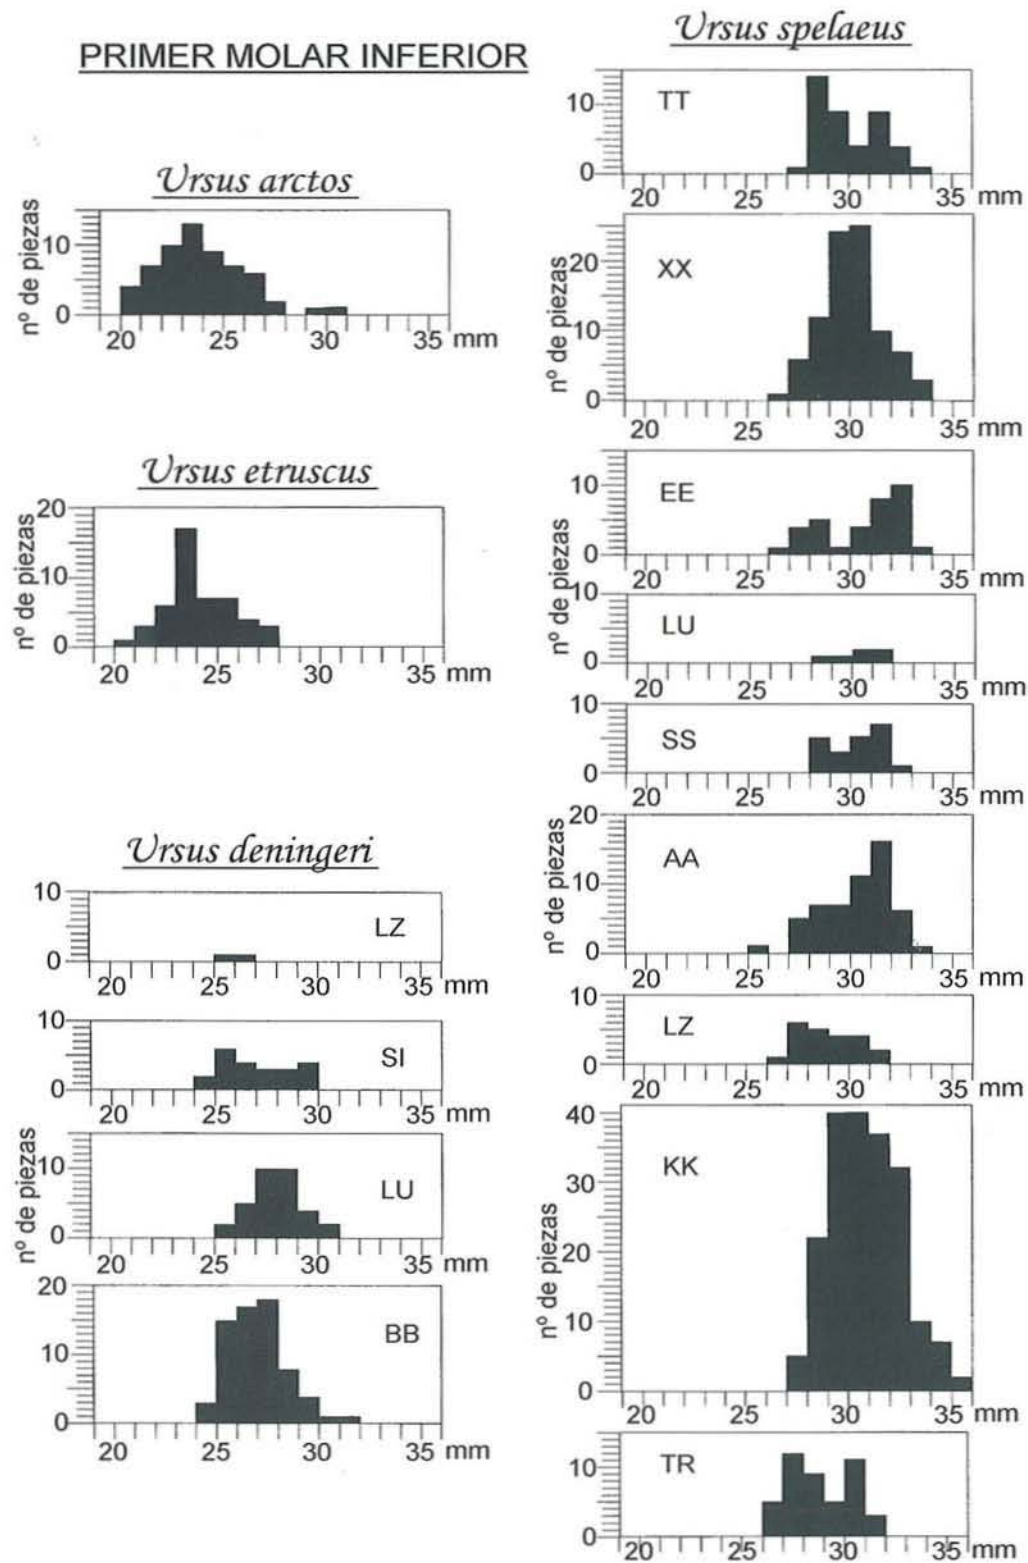 PRIMER MOLAR INFERIOR
Ursus arctos
nº de piezas
10
0
20 25 30 35 mm
Ursus etruscus
nº de piezas
20
10
0
20 25 30 35 mm
Ursus deningeri
10
0
LZ
20 25 30 35 mm
10
0
SI
20 25 30 35 mm
nº de piezas
10
0
LU
20 25 30 35 mm
20
10
0
BB
20 25 30 35 mm
Ursus spelaeus
10
0
TT
20 25 30 35 mm
nº de piezas
20
10
0
XX
20 25 30 35 mm
10
0
EE
20 25 30 35 mm
nº de piezas
10
0
LU
20 25 30 35 mm
10
0
SS
20 25 30 35 mm
nº de piezas
20
10
0
AA
20 25 30 35 mm
10
0
LZ
20 25 30 35 mm
nº de piezas
40
30
20
10
0
KK
20 25 30 35 mm
10
0
TR
20 25 30 35 mm